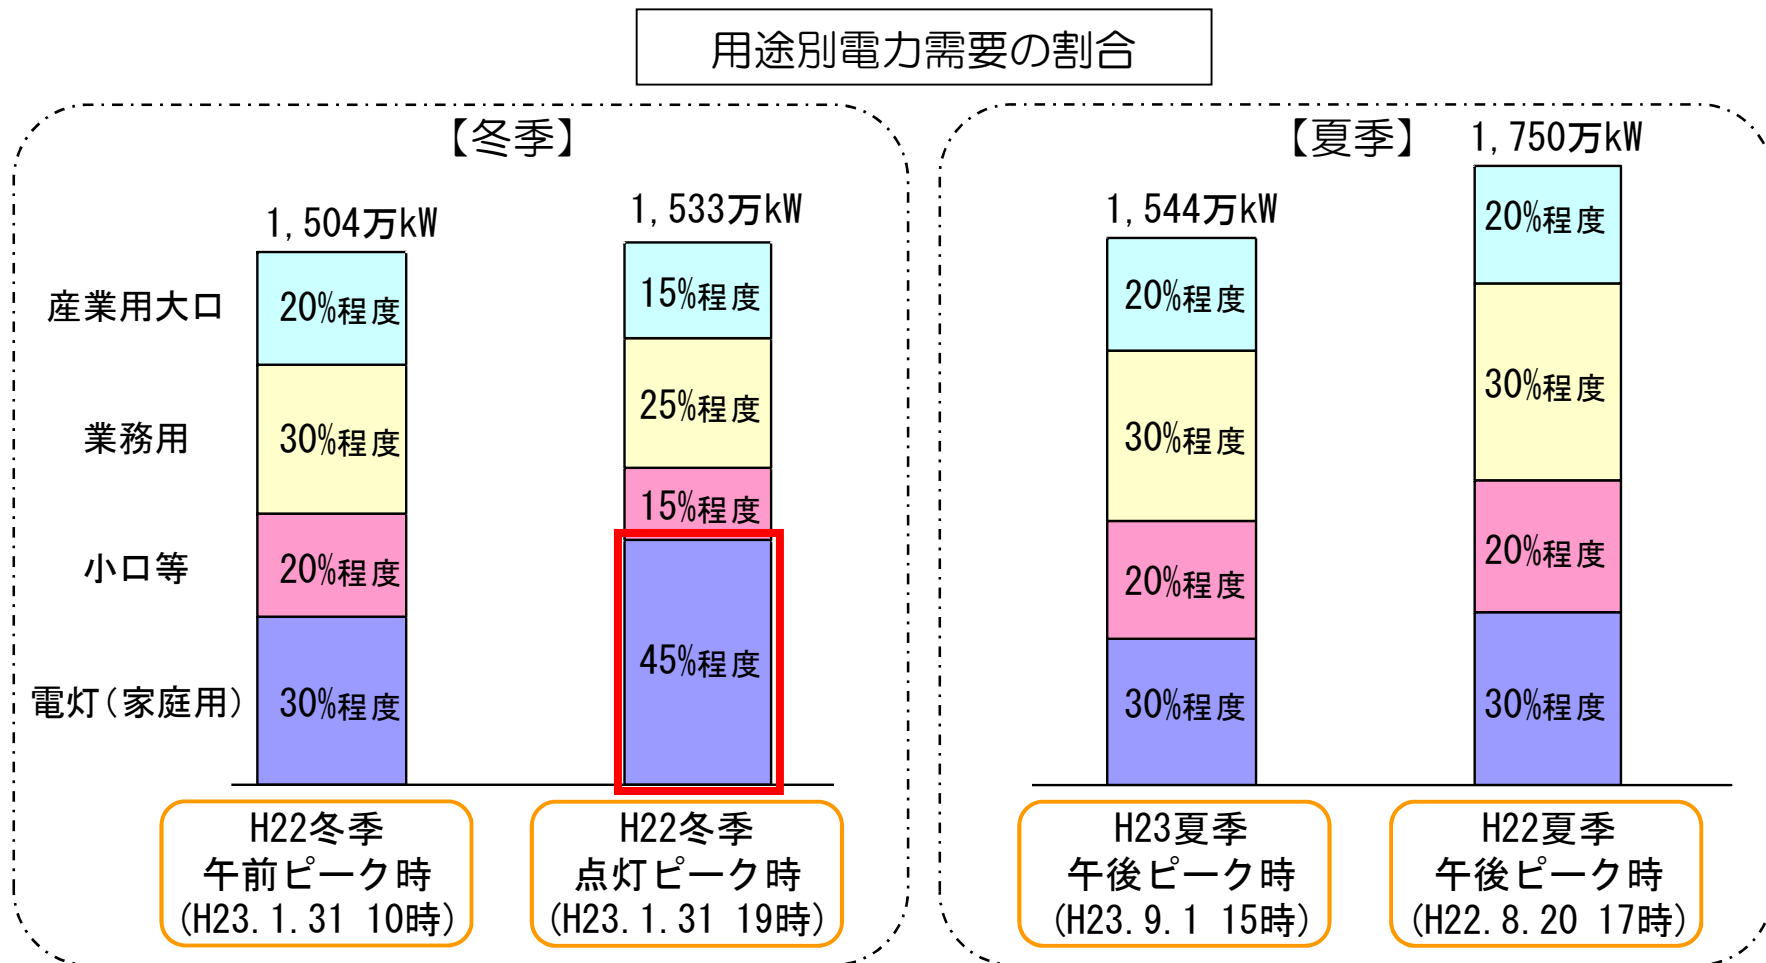 用途別電力需要の割合
【冬季】
1,504万kW
1,533万kW
産業用大口
20%程度
15%程度
業務用
30%程度
25%程度
小口等
20%程度
15%程度
電灯(家庭用)
30%程度
45%程度
H22冬季
午前ピーク時
(H23.1.31 10時)
H22冬季
点灯ピーク時
(H23.1.31 19時)
【夏季】
1,544万kW
1,750万kW
20%程度
20%程度
30%程度
30%程度
20%程度
20%程度
30%程度
30%程度
H23夏季
午後ピーク時
(H23.9.1 15時)
H22夏季
午後ピーク時
(H22.8.20 17時)